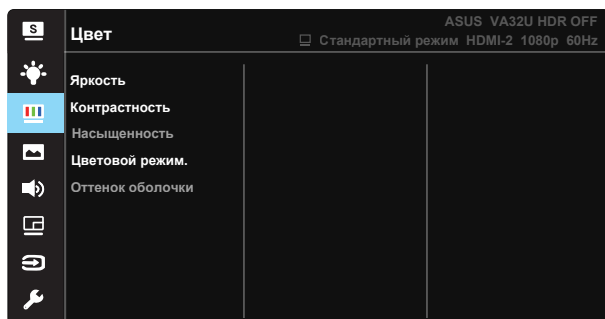 S
Цвет
ASUS VA32U HDR OFF
Стандартный режим HDMI-2 1080p 60Hz
Яркость
Контрастность
Насыщенность
Цветовой режим.
Оттенок оболочки